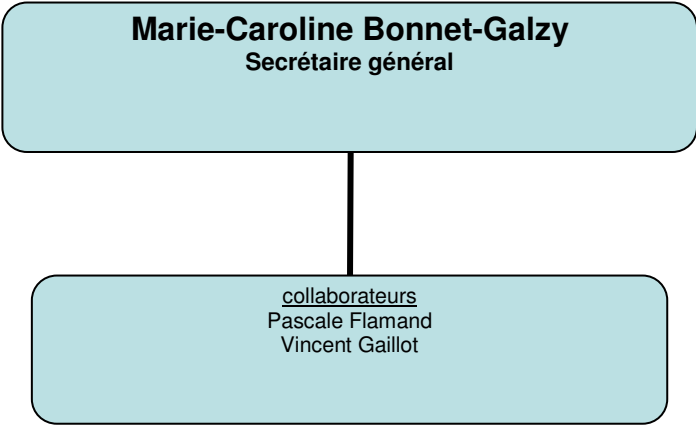 Marie-Caroline Bonnet-Galzy
Secrétaire général
collaborateurs
Pascale Flamand
Vincent Gaillot